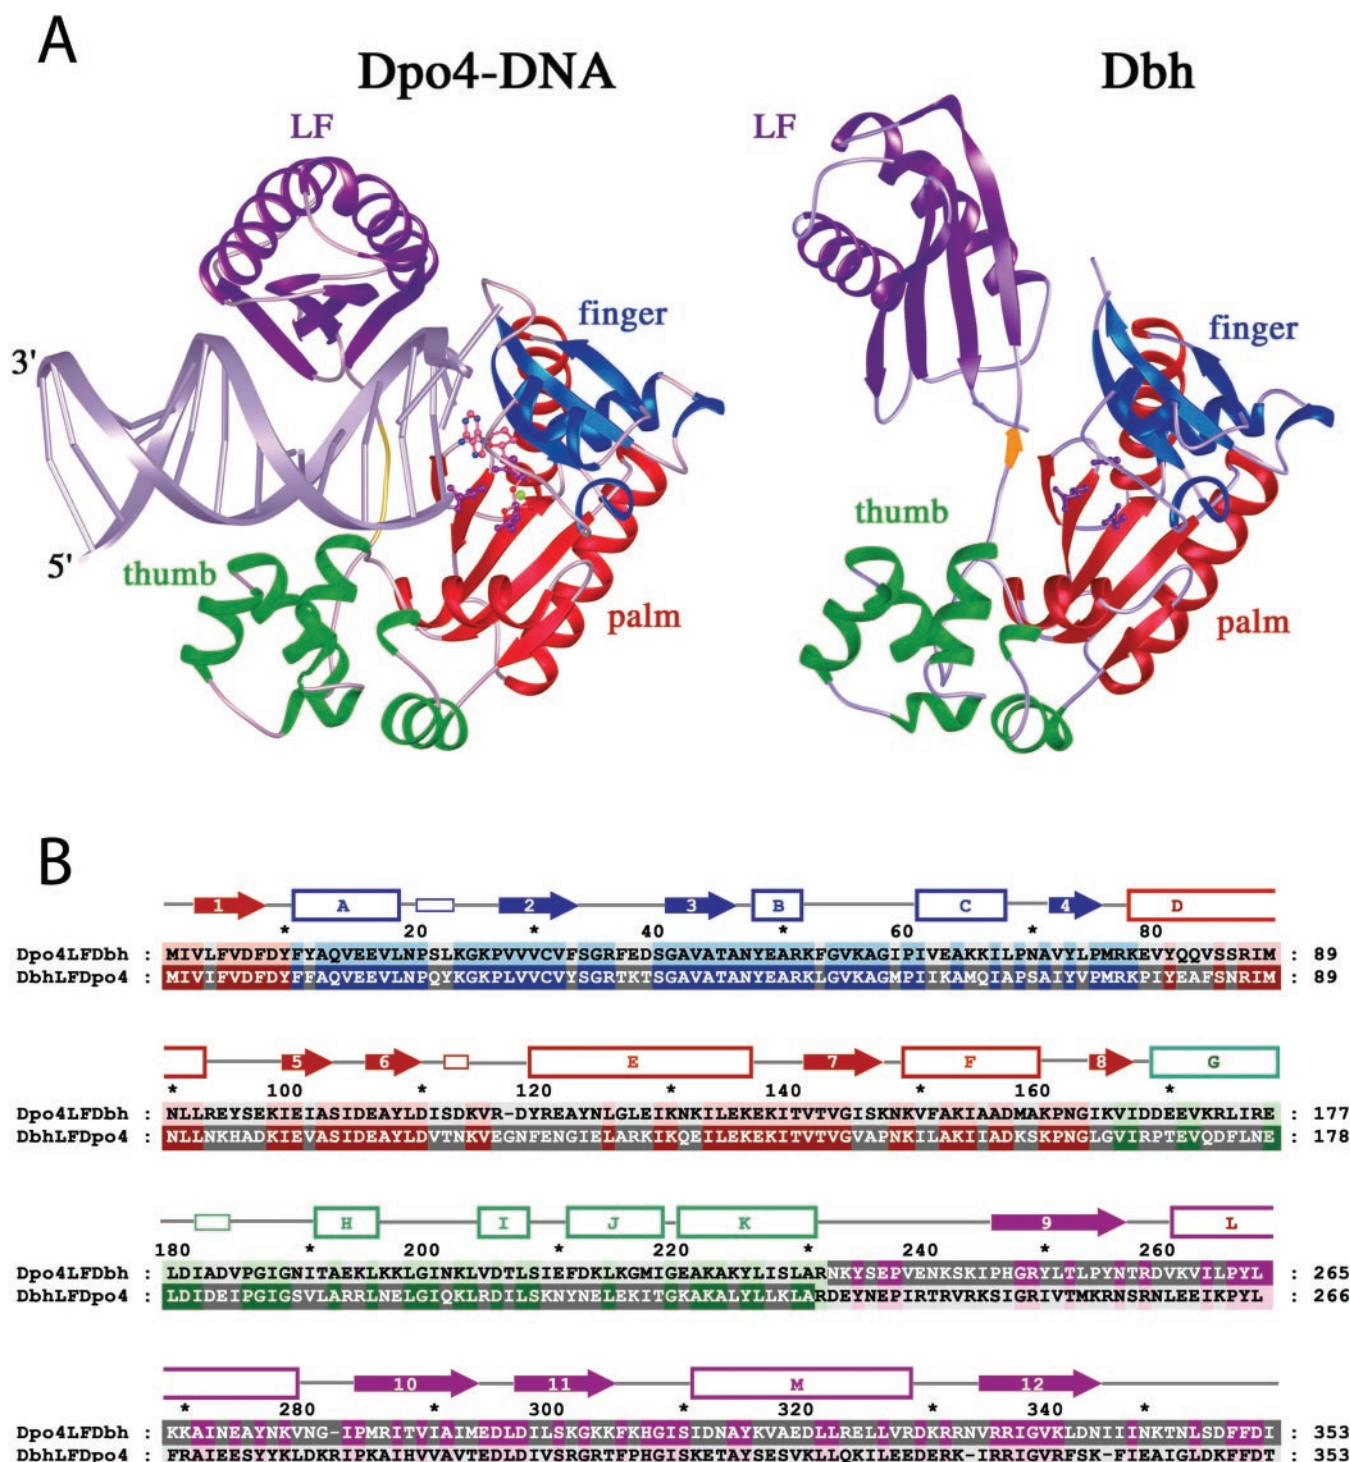 A
Dpo4-DNA
Dbh
LF
LF
finger
finger
3'
5'
thumb
thumb
palm
palm
B
1 A 2 3 B C 4 D
* 20 * 40 * 60 * 80
Dpo4LFDbh : MIVLFVDFDYFYAQVEEVLNPSLKGKPVVVCVFSGRFEDSGAVATANYEARKFGVKAGIPIVEAKKILPNAVYLPMRKEVYQQVSSRIM : 89
DbhLFDpo4 : MIVIFVDFDYFFAQVEEVLNPQYKGKPLVVCVYSGRTKTSGAVATANYEARKLGVKAGMPIIKAMQIAPSAIYVPMRKPIYEAFSNRIM : 89
5 6 E 7 F 8 G
* 100 * 120 * 140 * 160 *
Dpo4LFDbh : NLLREYSEKIEIASIDEAYLDISDKVR-DYREAYNLGLEIKNKILEKEKITVTVGISKNKVFAKIAADMAKPNGIKVIDDEEVKRLIRE : 177
DbhLFDpo4 : NLLNKHADKIEVASIDEAYLDVTNKVEGNFENGIELARKIKQEILEKEKITVTVGVAPNKILAKIIADKSKPNGLGVIRPTEVQDFLNE : 178
H I J K 9 L
180 * 200 * 220 * 240 * 260
Dpo4LFDbh : LDIADVPGIGNITAEKLKKLGINKLVDTLSIEFDKLKGMIGEAKAKYLISLARNKYSEPVENKSKIPHGRYLTLPYNTRDVKVILPYL : 265
DbhLFDpo4 : LDIDEIPGIGSVLARRLNELGIQKLRDILSKNYNELEKITGKAKALYLLKLARDEYNEPIRTRVRKSIGRIVTMKRNSRNLEEIKPYL : 266
10 11 M 12
* 280 * 300 * 320 * 340 *
Dpo4LFDbh : KKAINEAYNKVNG-IPMRITVIAIMEDLDILSKGKKFKHGISIDNAYKVAEDLLRELLVRDKRRNVRRIGVKLDNIIINKTNLSDFFDI : 353
DbhLFDpo4 : FRAIEESYYKLDKRIPKAIHVVAVTEDLDIVSRGRTFPHGISKETAYSESVKLLQKILEEDERK-IRRIGVRFSK-FIEAIGLDKFFDT : 353